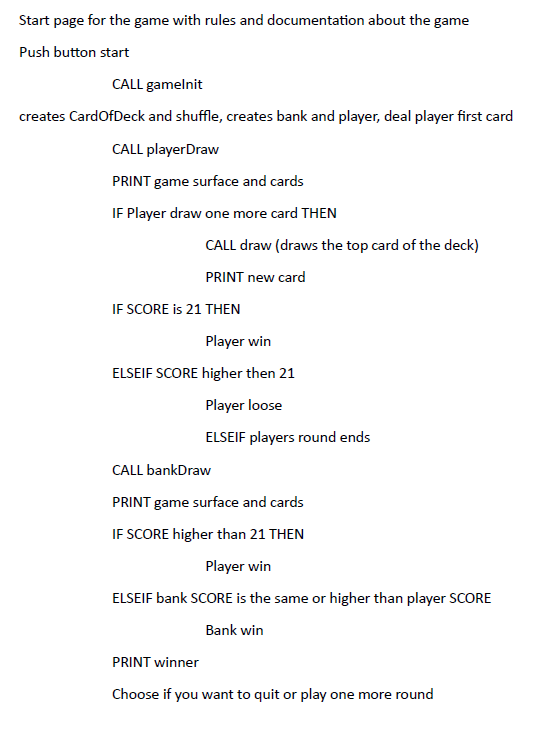 Start page for the game with rules and documentation about the game
Push button start
CALL gameInit
creates CardOfDeck and shuffle, creates bank and player, deal player first card
CALL playerDraw
PRINT game surface and cards
IF Player draw one more card THEN
CALL draw (draws the top card of the deck)
PRINT new card
IF SCORE is 21 THEN
Player win
ELSEIF SCORE higher then 21
Player loose
ELSEIF players round ends
CALL bankDraw
PRINT game surface and cards
IF SCORE higher than 21 THEN
Player win
ELSEIF bank SCORE is the same or higher than player SCORE
Bank win
PRINT winner
Choose if you want to quit or play one more round